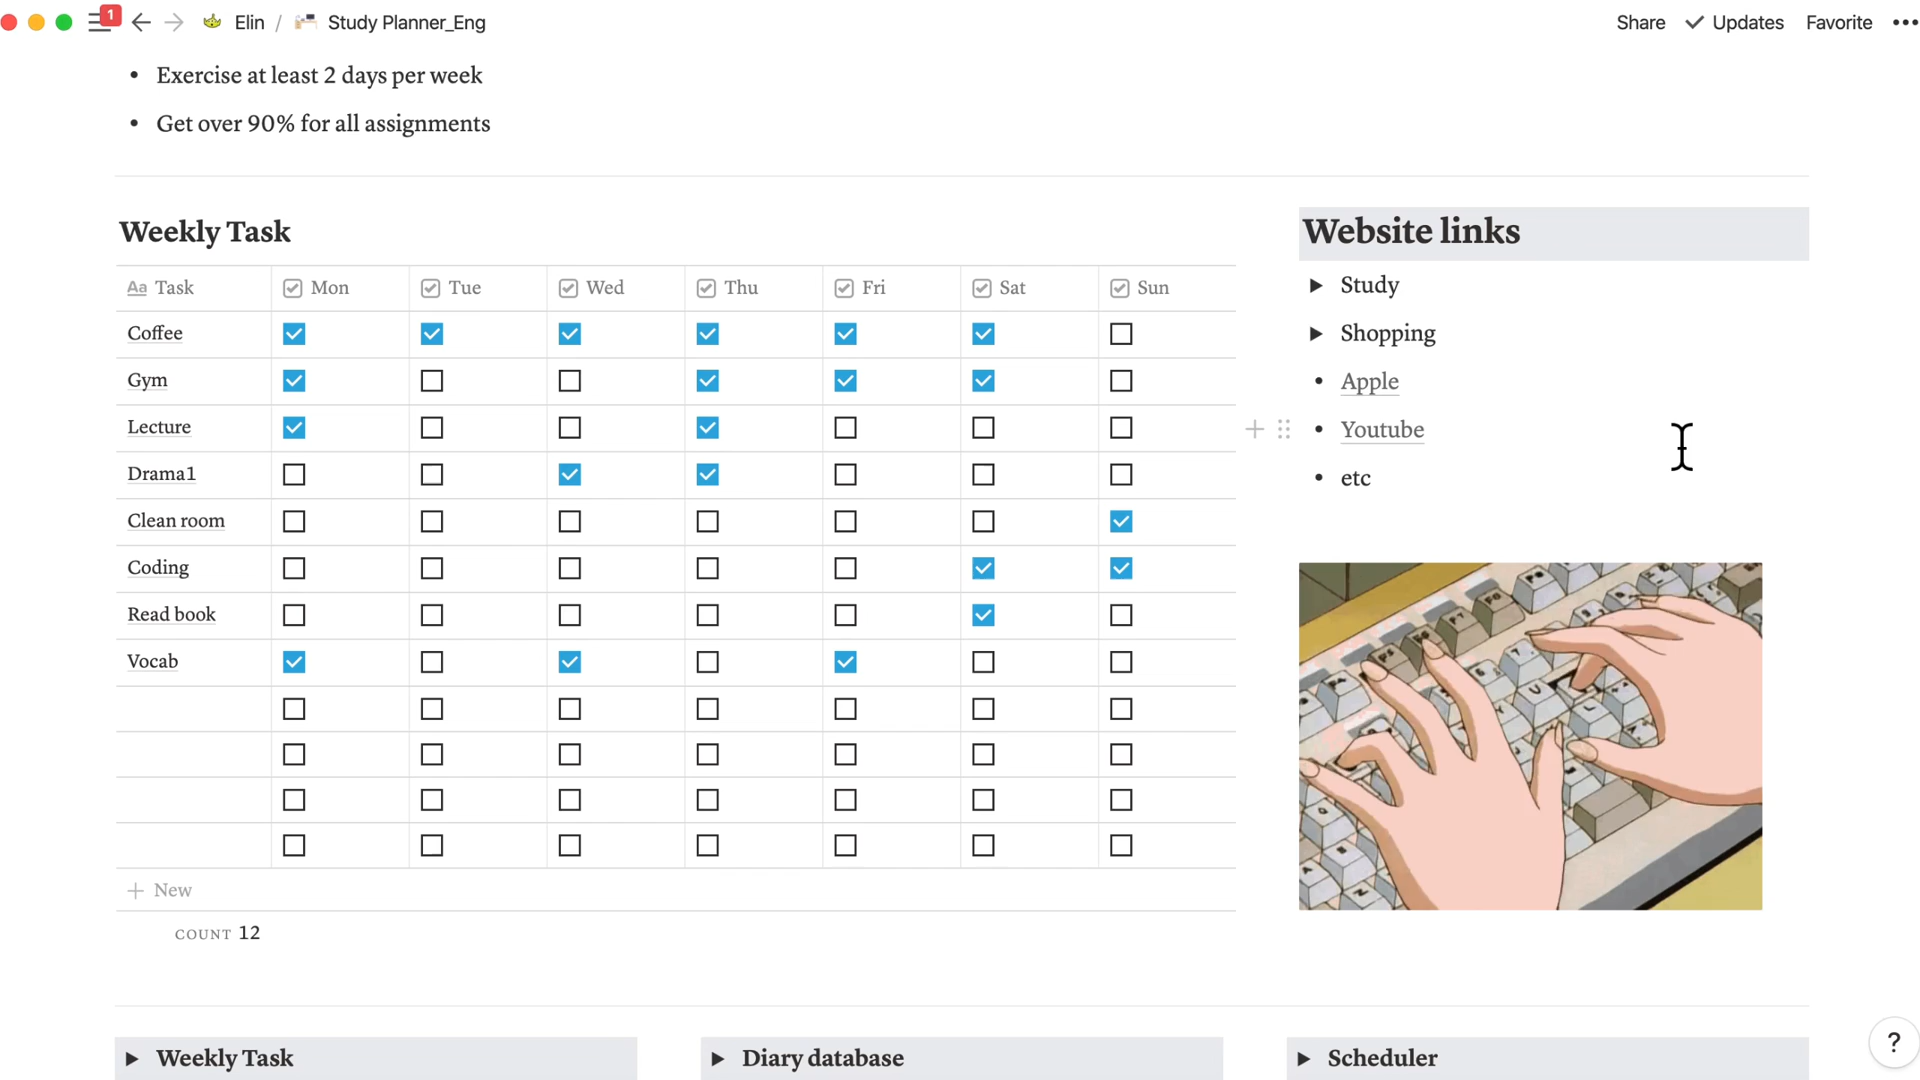 1
Elin / Study Planner_Eng
Share Updates Favorite
• Exercise at least 2 days per week
• Get over 90% for all assignments
Weekly Task
Aa Task Mon Tue Wed Thu Fri Sat Sun
Coffee
Gym
Lecture
Drama1
Clean room
Coding
Read book
Vocab
+ New
COUNT 12
Website links
Study
Shopping
• Apple
• Youtube
• etc
Weekly Task
Diary database
Scheduler
?